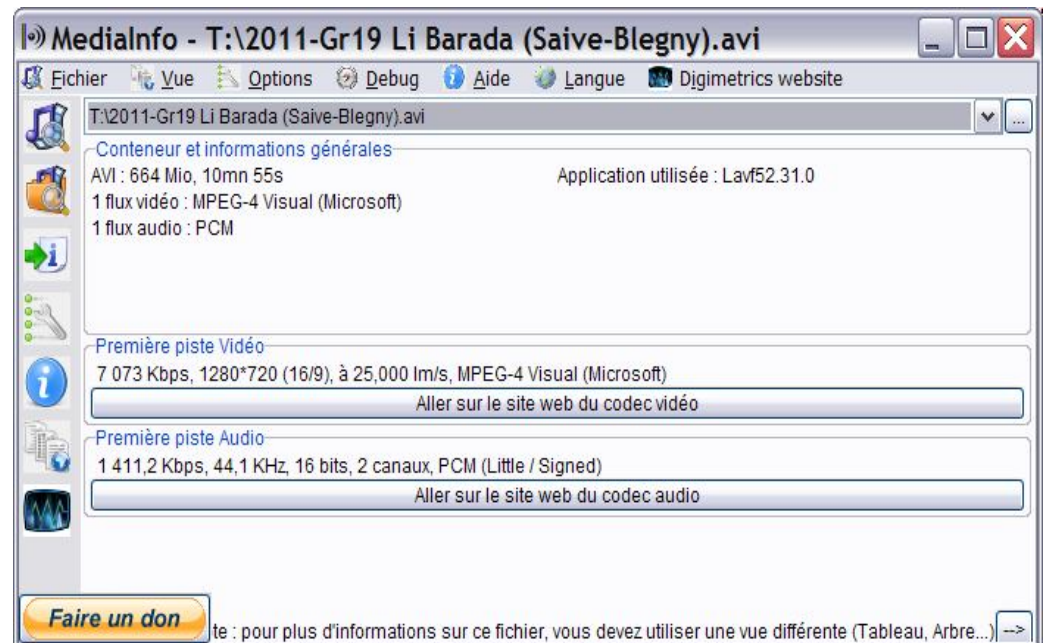 MediaInfo - T:\2011-Gr19 Li Barada (Saive-Blegny).avi
Fichier Vue Options Debug Aide Langue Digimetrics website
T:\2011-Gr19 Li Barada (Saive-Blegny).avi ...
Conteneur et informations générales
AVI : 664 Mio, 10mn 55s Application utilisée : Lavf52.31.0
1 flux vidéo : MPEG-4 Visual (Microsoft)
1 flux audio : PCM
Première piste Vidéo
7 073 Kbps, 1280*720 (16/9), à 25,000 Im/s, MPEG-4 Visual (Microsoft)
Aller sur le site web du codec vidéo
Première piste Audio
1 411,2 Kbps, 44,1 KHz, 16 bits, 2 canaux, PCM (Little / Signed)
Aller sur le site web du codec audio
Faire un don
te : pour plus d'informations sur ce fichier, vous devez utiliser une vue différente (Tableau, Arbre...) -->